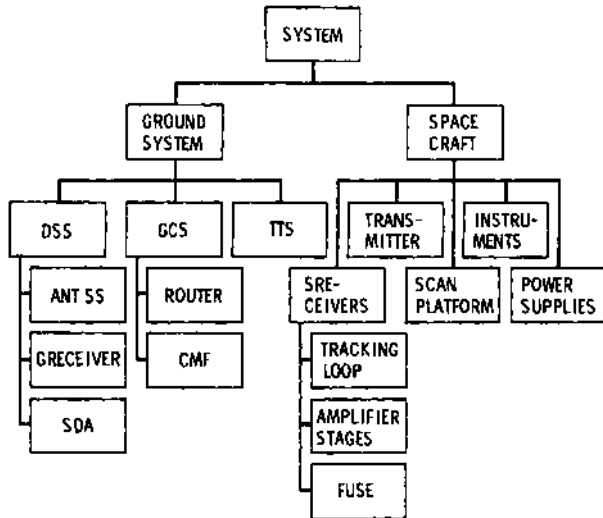 SYSTEM
GROUND
SYSTEM
SPACE
CRAFT
DSS
GCS
TTS
TRANS-
MITTER
INSTRU-
MENTS
ANT SS
ROUTER
SRE-
CEIVERS
SCAN
PLATFORM
POWER
SUPPLIES
GRECEIVER
CMF
TRACKING
LOOP
SDA
AMPLIFIER
STAGES
FUSE